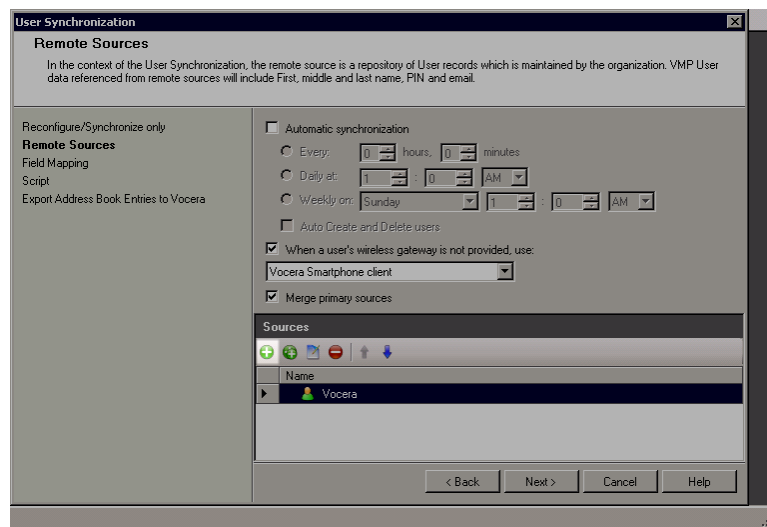 User Synchronization
Remote Sources
In the context of the User Synchronization, the remote source is a repository of User records which is maintained by the organization. VMP User
data referenced from remote sources will include First, middle and last name, PIN and email.
Reconfigure/Synchronize only
Remote Sources
Field Mapping
Script
Export Address Book Entries to Vocera
Automatic synchronization
Every: 0 hours, 0 minutes
Daily at: 1 : 0 AM
Weekly on: Sunday 1 : 0 AM
Auto Create and Delete users
When a user's wireless gateway is not provided, use:
Vocera Smartphone client
Merge primary sources
Sources
Name
Vocera
< Back Next > Cancel Help